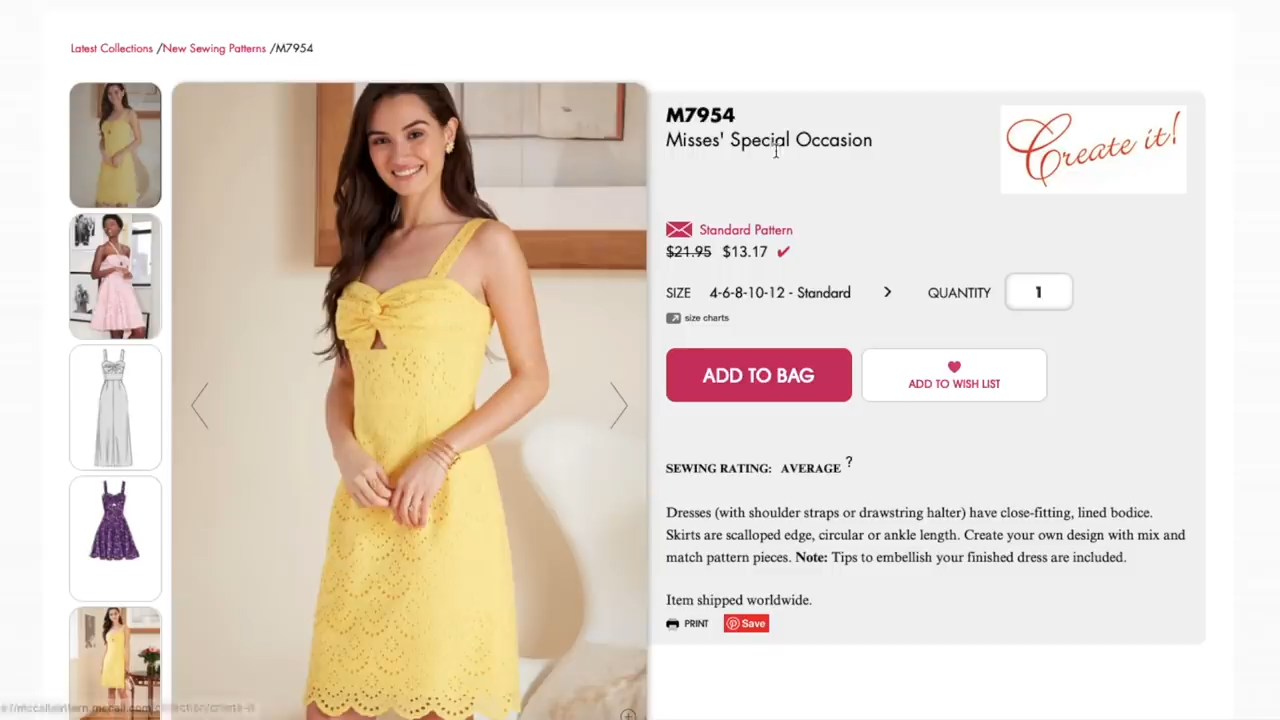 Latest Collections /New Sewing Patterns /M7954
M7954
Misses' Special Occasion
Create it!
Standard Pattern
$21.95 $13.17
SIZE 4-6-8-10-12 - Standard > QUANTITY 1
size charts
ADD TO BAG
ADD TO WISH LIST
SEWING RATING: AVERAGE ?
Dresses (with shoulder straps or drawstring halter) have close-fitting, lined bodice.
Skirts are scalloped edge, circular or ankle length. Create your own design with mix and
match pattern pieces. Note: Tips to embellish your finished dress are included.
Item shipped worldwide.
PRINT Save